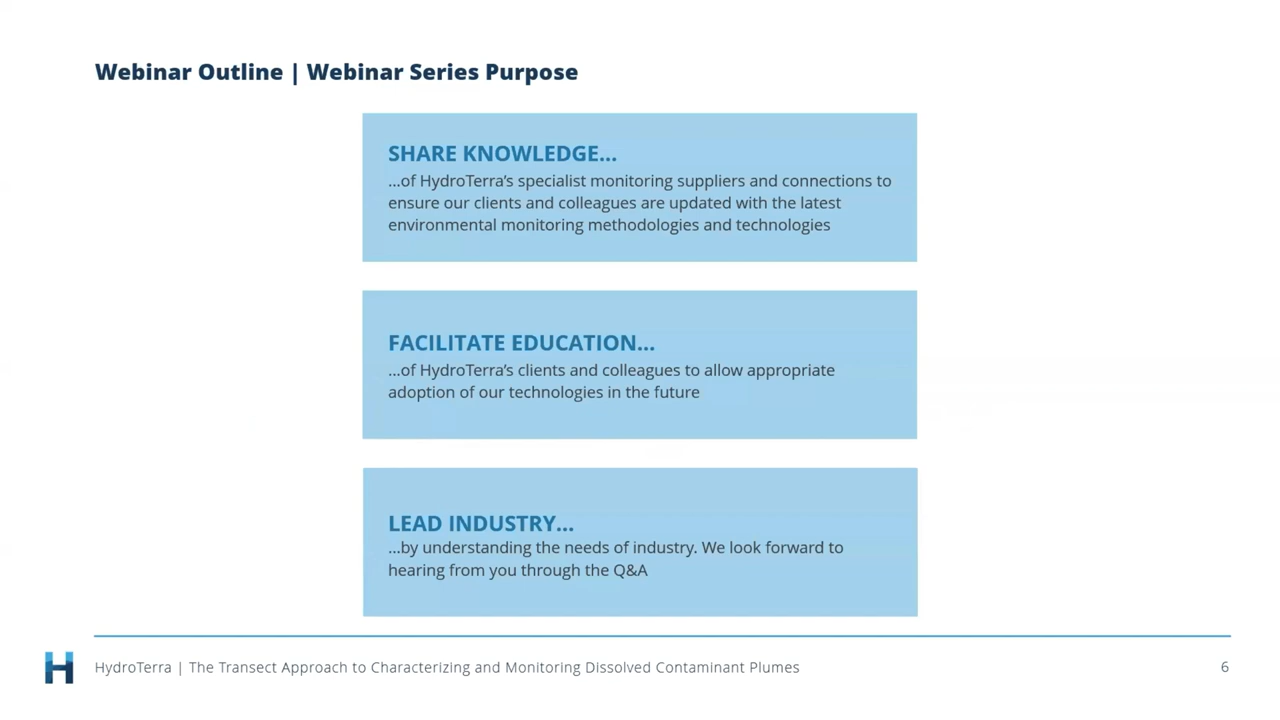 Webinar Outline | Webinar Series Purpose
SHARE KNOWLEDGE...
...of HydroTerra’s specialist monitoring suppliers and connections to
ensure our clients and colleagues are updated with the latest
environmental monitoring methodologies and technologies
FACILITATE EDUCATION...
...of HydroTerra’s clients and colleagues to allow appropriate
adoption of our technologies in the future
LEAD INDUSTRY...
...by understanding the needs of industry. We look forward to
hearing from you through the Q&A
HydroTerra | The Transect Approach to Characterizing and Monitoring Dissolved Contaminant Plumes
6